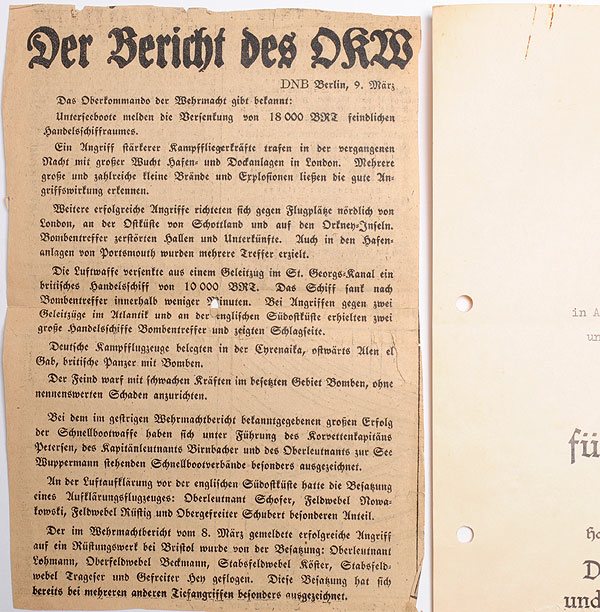 Der Bericht des OKW
DNB Berlin, 9. März
Das Oberkommando der Wehrmacht gibt bekannt:
Unterseeboote melden die Versenkung von 18 000 BRT feindlichen
Handelsschiffraumes.
Ein Angriff stärkerer Kampffliegerkräfte trafen in der vergangenen
Nacht mit großer Wucht Hafen- und Dockanlagen in London. Mehrere
große und zahlreiche kleine Brände und Explosionen ließen die gute An-
griffswirkung erkennen.
Weitere erfolgreiche Angriffe richteten sich gegen Flugplätze nördlich von
London, an der Ostküste von Schottland und auf den Orkney-Inseln.
Bombentreffer zerstörten Hallen und Unterkünfte. Auch in den Hafen-
anlagen von Portsmouth wurden mehrere Treffer erzielt.
Die Luftwaffe versenkte aus einem Geleitzug im St. Georgs-Kanal ein
britisches Handelsschiff von 10 000 BRT. Das Schiff sank nach
Bombentreffer innerhalb weniger Minuten. Bei Angriffen gegen zwei
Geleitzüge im Atlantik und an der englischen Südostküste erhielten zwei
große Handelsschiffe Bombentreffer und zeigten Schlagseite.
Deutsche Kampfflugzeuge belegten in der Cyrenaika, ostwärts Alen el
Gab, britische Panzer mit Bomben.
Der Feind warf mit schwachen Kräften im besetzten Gebiet Bomben, ohne
nennenswerten Schaden anzurichten.
Bei dem im gestrigen Wehrmachtbericht bekanntgegebenen großen Erfolg
der Schnellbootwaffe haben sich unter Führung des Korvettenkapitäns
Petersen, des Kapitänleutnants Birnbacher und des Oberleutnants zur See
Wuppermann stehenden Schnellbootverbände besonders ausgezeichnet.
An der Luftaufklärung vor der englischen Südostküste hatte die Besatzung
eines Aufklärungsflugzeuges: Oberleutnant Schofer, Feldwebel Nowa-
kowski, Feldwebel Rüstig und Obergefreiter Schubert besonderen Anteil.
Der im Wehrmachtbericht vom 8. März gemeldete erfolgreiche Angriff
auf ein Rüstungswerk bei Bristol wurde von der Besatzung: Oberleutnant
Lohmann, Oberfeldwebel Beckmann, Stabsfeldwebel Köster, Stabsfeld-
webel Trageser und Gefreiter Hey geflogen. Diese Besatzung hat sich
bereits bei mehreren anderen Tiefangriffen besonders ausgezeichnet.
in A
un
fü
ha
D
und